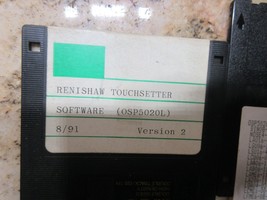 RENISHAW TOUCHSETTER
SOFTWARE (OSP5020L)
8/91 Version 2